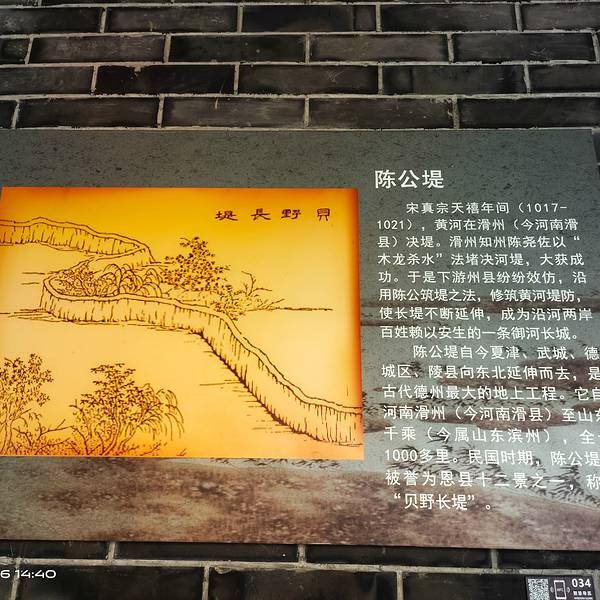 堤長野貝
陈公堤
宋真宗天禧年间（1017-
1021），黄河在滑州（今河南滑
县）决堤。滑州知州陈尧佐以“
木龙杀水”法堵决河堤，大获成
功。于是下游州县纷纷效仿，沿
用陈公筑堤之法，修筑黄河堤防，
使长堤不断延伸，成为沿河两岸
百姓赖以安生的一条御河长城。
陈公堤自今夏津、武城、德
城区、陵县向东北延伸而去，是
古代德州最大的地上工程。它自
河南滑州（今河南滑县）至山东
千乘（今属山东滨州），全
1000多里。民国时期，陈公堤
被誉为恩县十二景之一，称
“贝野长堤”。
6 14:40
034